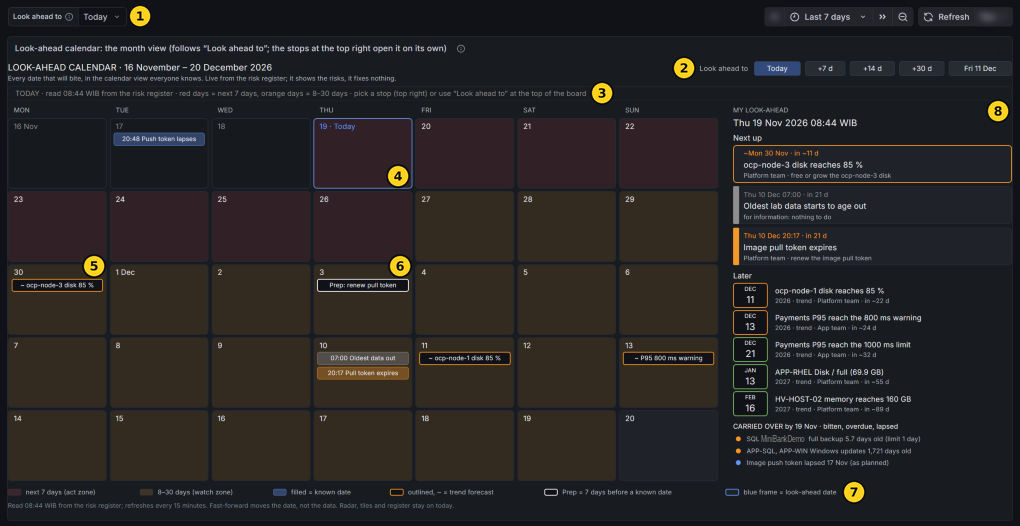 Look ahead to Today 1
Last 7 days Refresh
Look-ahead calendar: the month view (follows "Look ahead to"; the stops at the top right open it on its own)
LOOK-AHEAD CALENDAR · 16 November – 20 December 2026
Every date that will bite, in the calendar view everyone knows. Live from the risk register; it shows the risks, it fixes nothing.
2 Look ahead to Today +7 d +14 d +30 d Fri 11 Dec
TODAY · read 08:44 WIB from the risk register · red days = next 7 days, orange days = 8–30 days · pick a stop (top right) or use "Look ahead to" at the top of the board 3
MON TUE WED THU FRI SAT SUN
16 Nov 17 18 19 · Today 20 21 22
20:48 Push token lapses
4
23 24 25 26 27 28 29
5 6
30 1 Dec 2 3 4 5 6
~ ocp-node-3 disk 85 % Prep: renew pull token
7 8 9 10 11 12 13
07:00 Oldest data out ~ ocp-node-1 disk 85 % ~ P95 800 ms warning
20:17 Pull token expires
14 15 16 17 18 19 20
MY LOOK-AHEAD 8
Thu 19 Nov 2026 08:44 WIB
Next up
~Mon 30 Nov · in ~11 d
ocp-node-3 disk reaches 85 %
Platform team · free or grow the ocp-node-3 disk
Thu 10 Dec 07:00 · in 21 d
Oldest lab data starts to age out
for information: nothing to do
Thu 10 Dec 20:17 · in 21 d
Image pull token expires
Platform team · renew the image pull token
Later
DEC 11 ocp-node-1 disk reaches 85 %
2026 · trend · Platform team · in ~22 d
DEC 13 Payments P95 reach the 800 ms warning
2026 · trend · App team · in ~24 d
DEC 21 Payments P95 reach the 1000 ms limit
2026 · trend · App team · in ~32 d
JAN 13 APP-RHEL Disk / full (69.9 GB)
2027 · trend · Platform team · in ~55 d
FEB 16 HV-HOST-02 memory reaches 160 GB
2027 · trend · Platform team · in ~89 d
CARRIED OVER by 19 Nov · bitten, overdue, lapsed
SQL MiniBankDemo full backup 5.7 days old (limit 1 day)
APP-SQL, APP-WIN Windows updates 1,721 days old
Image push token lapsed 17 Nov (as planned)
next 7 days (act zone) 8–30 days (watch zone) filled = known date outlined, ~ = trend forecast Prep = 7 days before a known date blue frame = look-ahead date 7
Read 08:44 WIB from the risk register; refreshes every 15 minutes. Fast-forward moves the date, not the data. Radar, tiles and register stay on today.